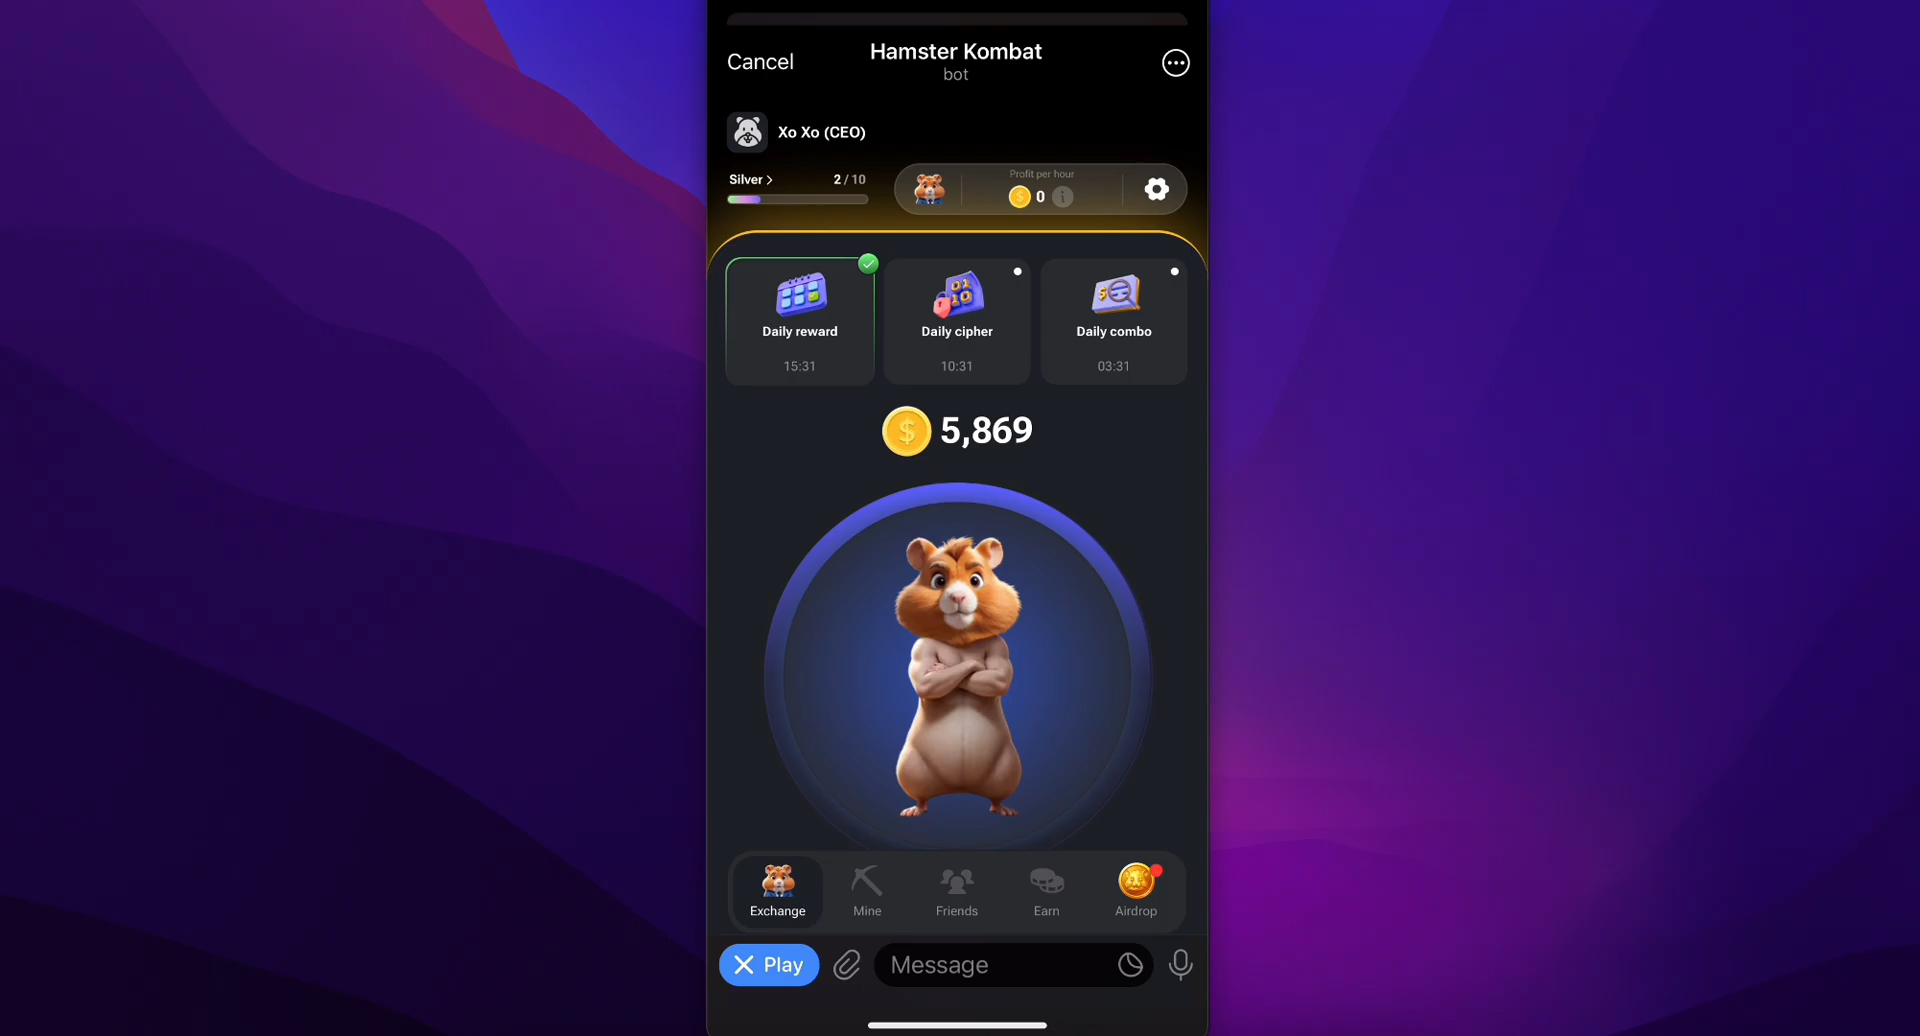 Cancel
Hamster Kombat
bot
Xo Xo (CEO)
Silver >
2 / 10
Profit per hour
$ 0 i
Daily reward
15:31
Daily cipher
10:31
Daily combo
03:31
$ 5,869
Exchange
Mine
Friends
Earn
Airdrop
Play
Message